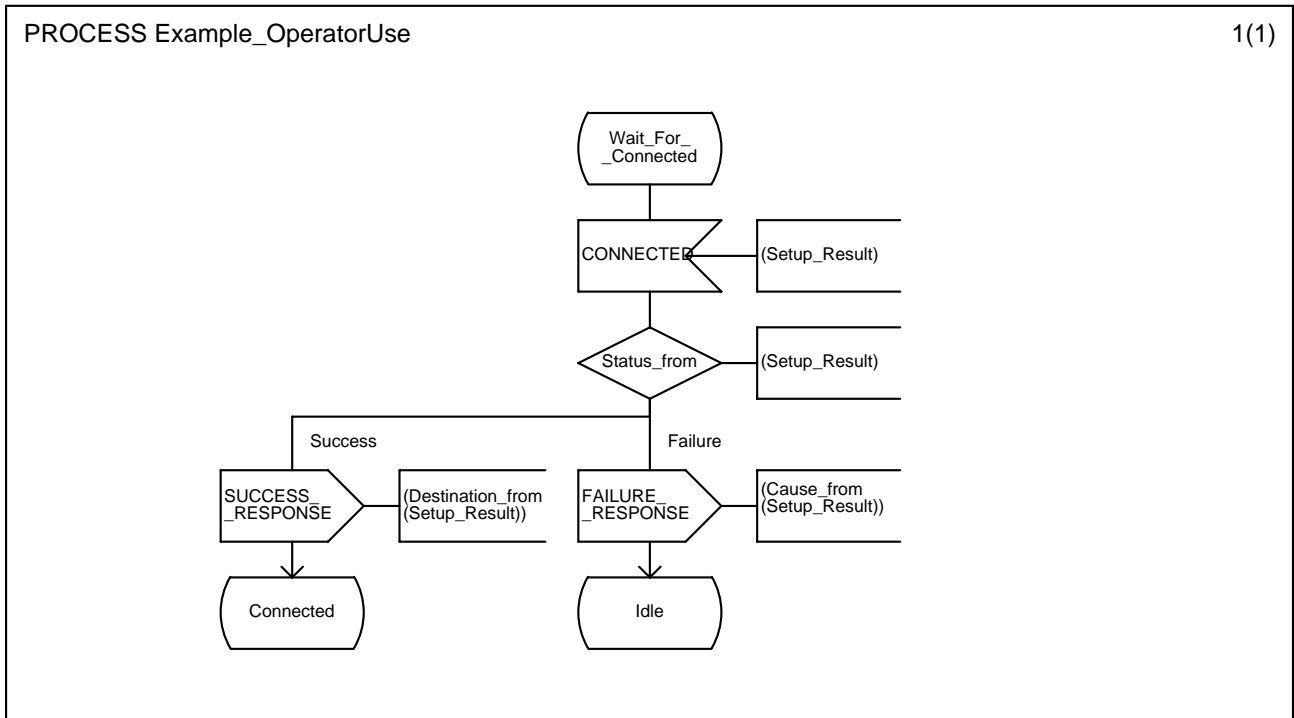 PROCESS Example_OperatorUse
1(1)
Wait_For_
_Connected
CONNECTED
(Setup_Result)
Status_from
(Setup_Result)
Success
Failure
SUCCESS_
_RESPONSE
(Destination_from
(Setup_Result))
FAILURE_
_RESPONSE
(Cause_from
(Setup_Result))
Connected
Idle